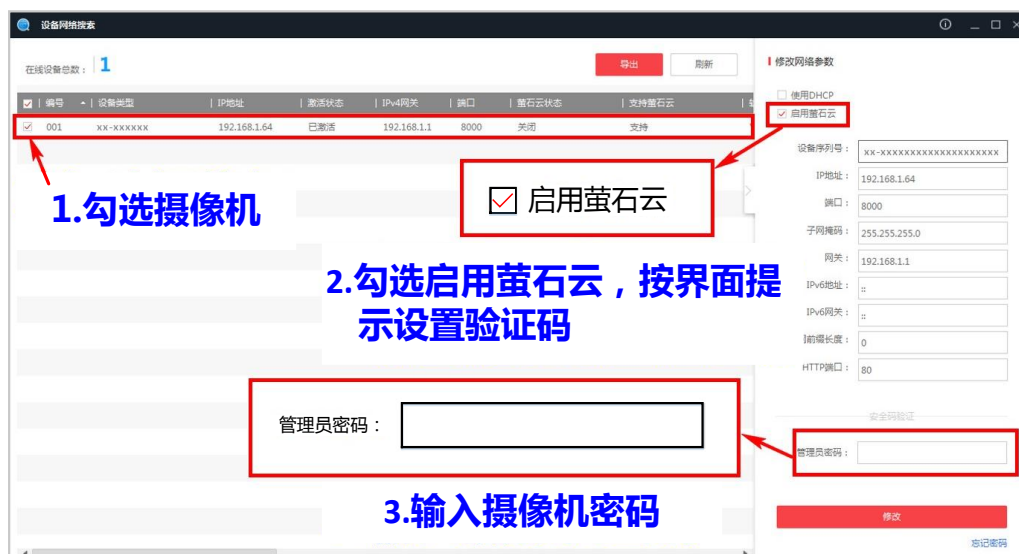 设备网络搜索
在线设备总数： 1
导出
刷新
编号 设备类型 IP地址 激活状态 IPv4网关 端口 萤石云状态 支持萤石云
001 XX-XXXXXX 192.168.1.64 已激活 192.168.1.1 8000 关闭 支持
1.勾选摄像机
启用萤石云
2.勾选启用萤石云，按界面提
示设置验证码
管理员密码：
3.输入摄像机密码
修改网络参数
使用DHCP
启用萤石云
设备序列号： XX-XXXXXXXXXXXXXXXXXXXX
IP地址： 192.168.1.64
端口： 8000
子网掩码： 255.255.255.0
网关： 192.168.1.1
IPv6地址： ::
IPv6网关： ::
前缀长度： 0
HTTP端口： 80
安全码验证
管理员密码：
修改
忘记密码